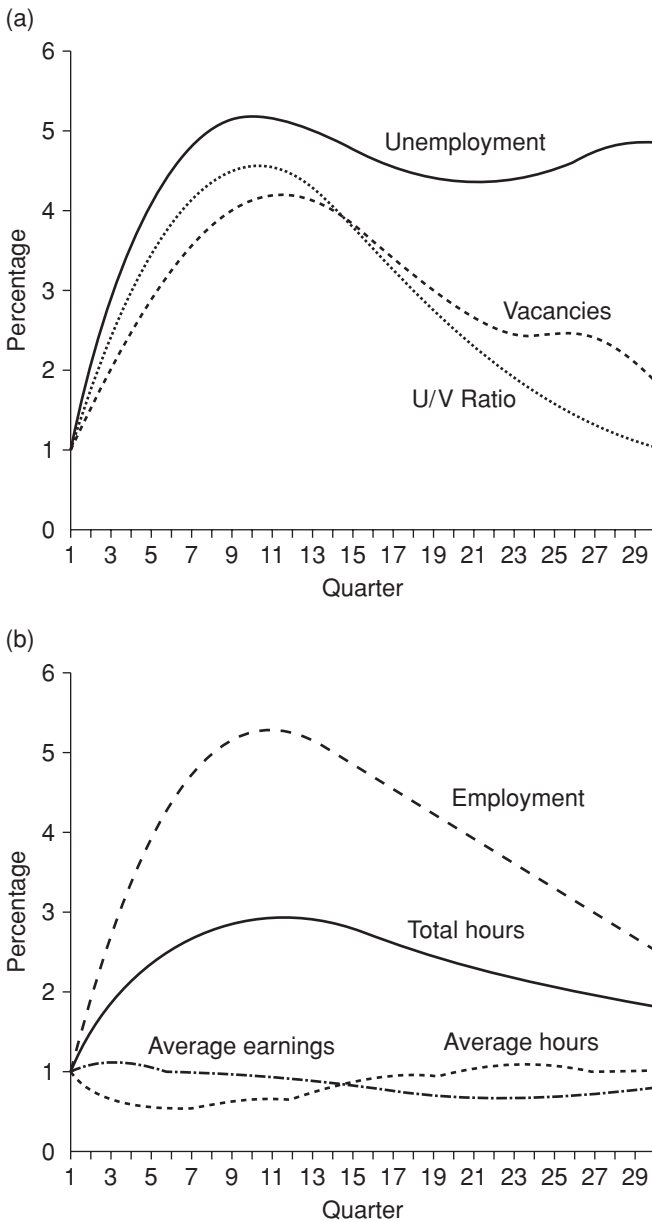 (a)
6
5
4
3
2
1
0
Percentage
Unemployment
Vacancies
U/V Ratio
1 3 5 7 9 11 13 15 17 19 21 23 25 27 29
Quarter
(b)
6
5
4
3
2
1
0
Percentage
Employment
Total hours
Average earnings
Average hours
1 3 5 7 9 11 13 15 17 19 21 23 25 27 29
Quarter